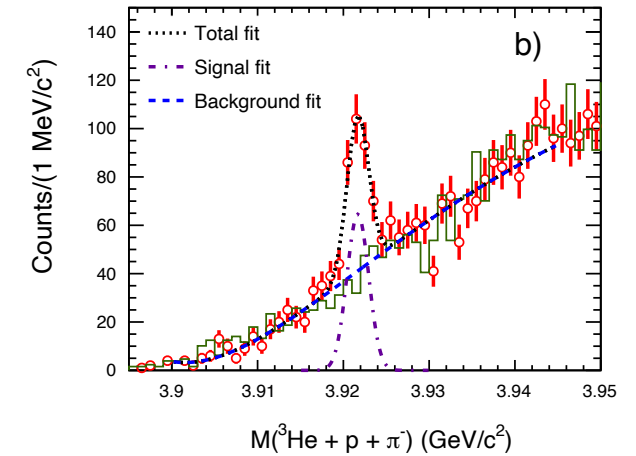 b)
Total fit
Signal fit
Background fit
Counts/(1 MeV/c²)
140
120
100
80
60
40
20
0
3.9 3.91 3.92 3.93 3.94 3.95
M(³He + p + π⁻) (GeV/c²)